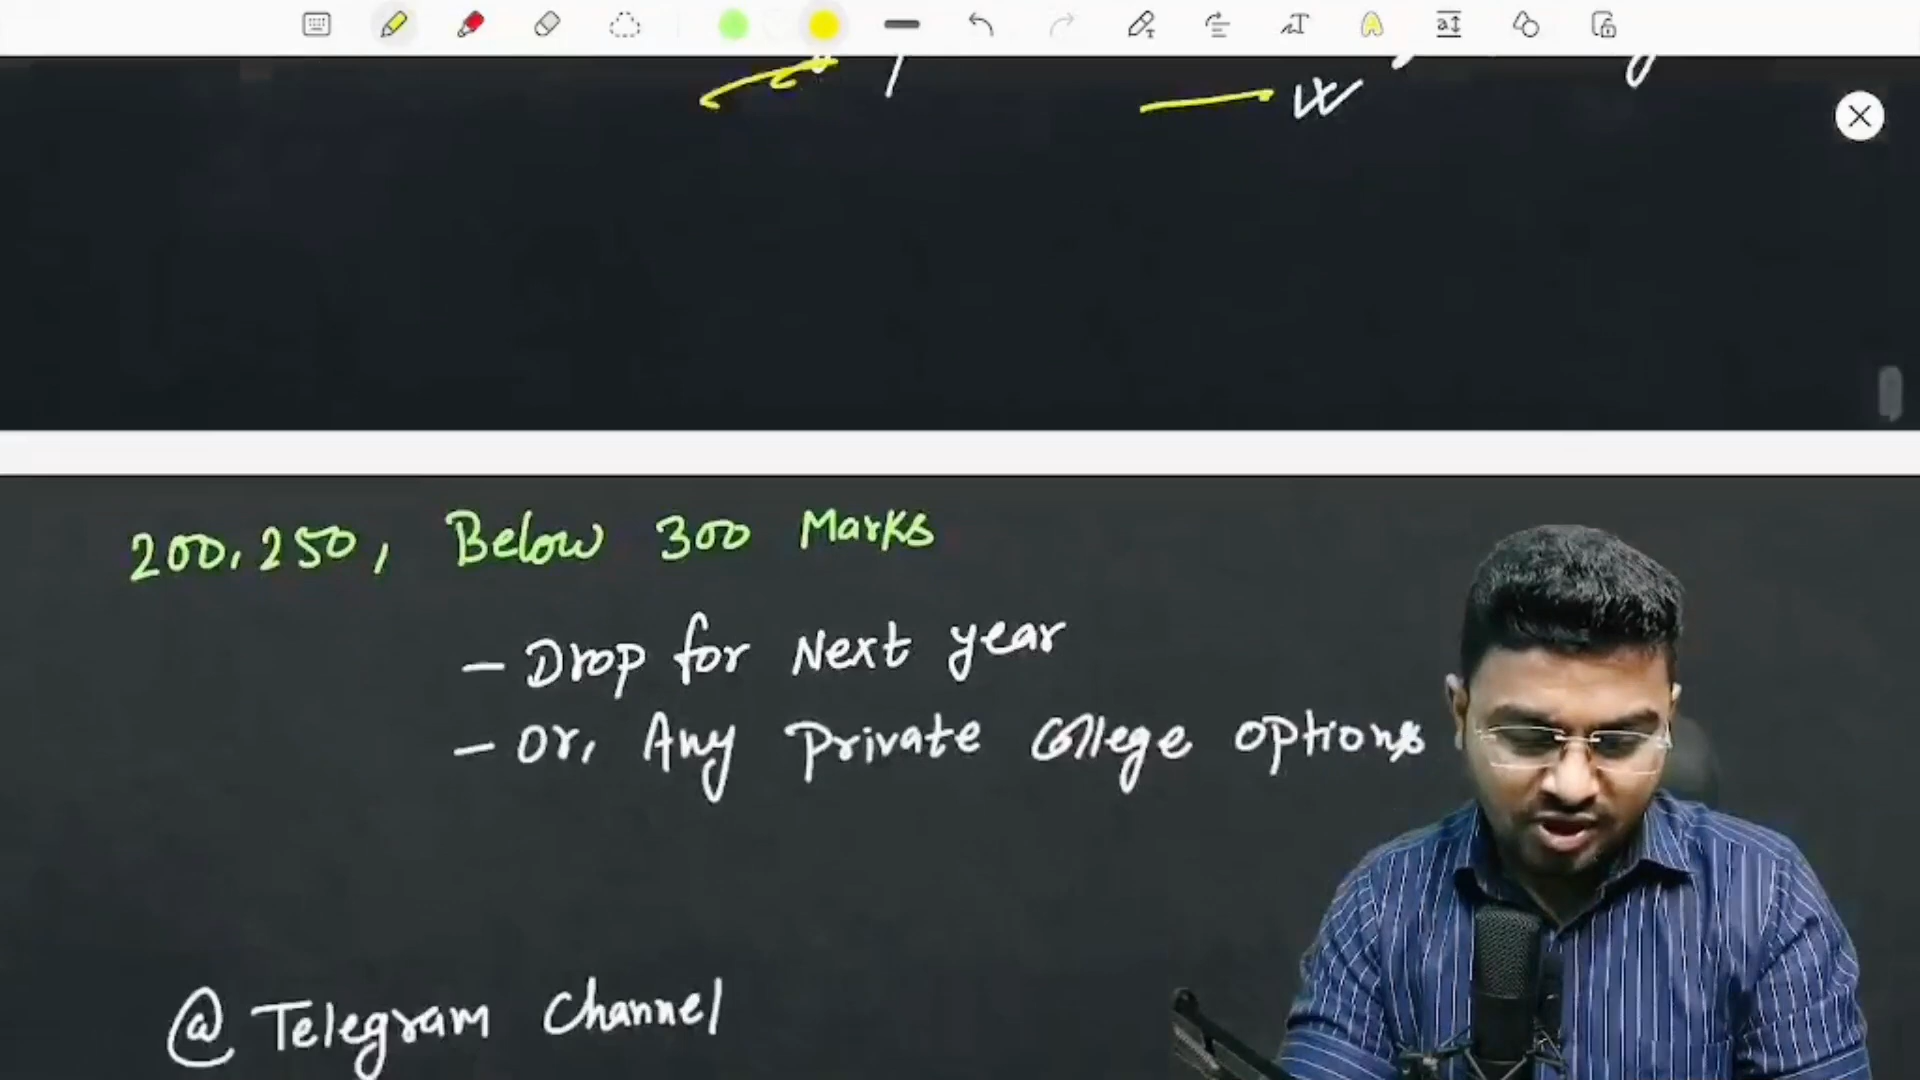 200, 250, Below 300 Marks
- Drop for Next year
- Or, Any Private College options
@ Telegram Channel